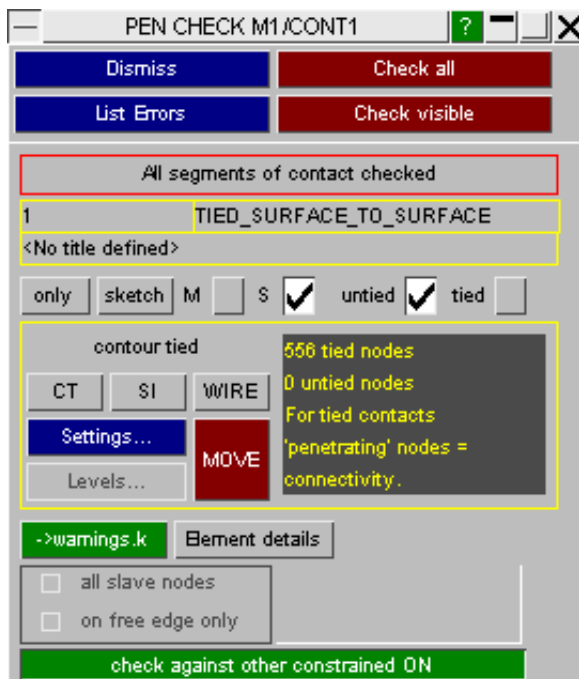 PEN CHECK M1/CONT1 ?
Dismiss Check all
List Errors Check visible
All segments of contact checked
1 TIED_SURFACE_TO_SURFACE
<No title defined>
only sketch M S untied tied
contour tied
CT SI WIRE
Settings...
MOVE
Levels...
556 tied nodes
0 untied nodes
For tied contacts
'penetrating' nodes =
connectivity.
->warnings.k Element details
all slave nodes
on free edge only
check against other constrained ON